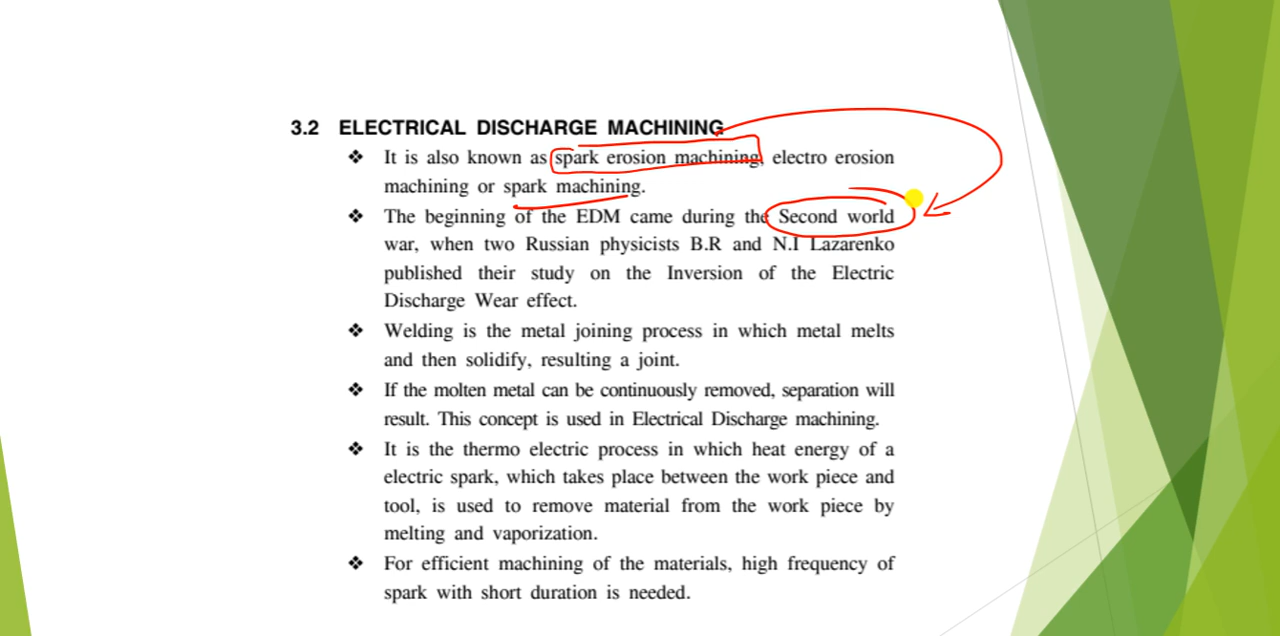 3.2 ELECTRICAL DISCHARGE MACHINING
❖ It is also known as spark erosion machining, electro erosion
machining or spark machining.
❖ The beginning of the EDM came during the Second world
war, when two Russian physicists B.R and N.I Lazarenko
published their study on the Inversion of the Electric
Discharge Wear effect.
❖ Welding is the metal joining process in which metal melts
and then solidify, resulting a joint.
❖ If the molten metal can be continuously removed, separation will
result. This concept is used in Electrical Discharge machining.
❖ It is the thermo electric process in which heat energy of a
electric spark, which takes place between the work piece and
tool, is used to remove material from the work piece by
melting and vaporization.
❖ For efficient machining of the materials, high frequency of
spark with short duration is needed.